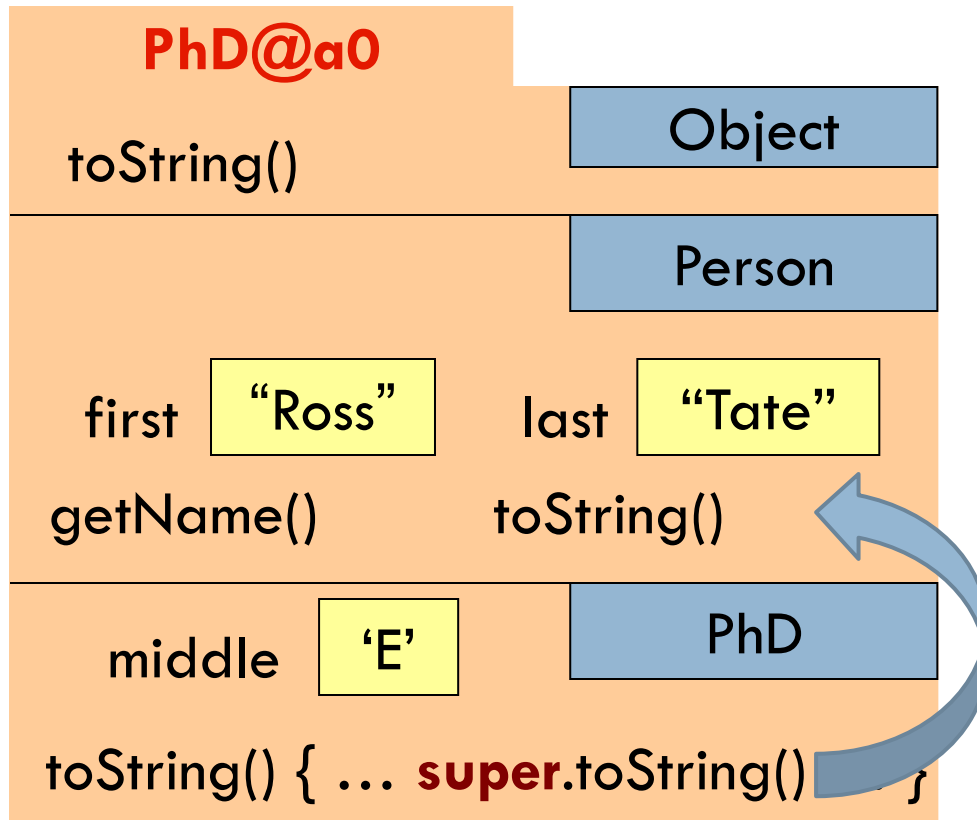 PhD@a0
Object
toString()
Person
first “Ross” last “Tate”
getName() toString()
PhD
middle ‘E’
toString() { … super.toString() }